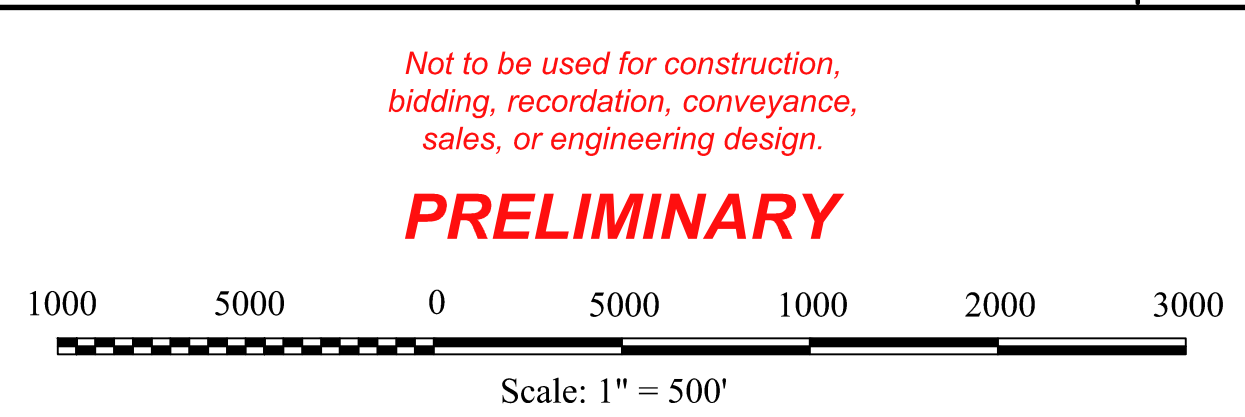 Not to be used for construction,
bidding, recordation, conveyance,
sales, or engineering design.
PRELIMINARY
1000 5000 0 5000 1000 2000 3000
Scale: 1" = 500'